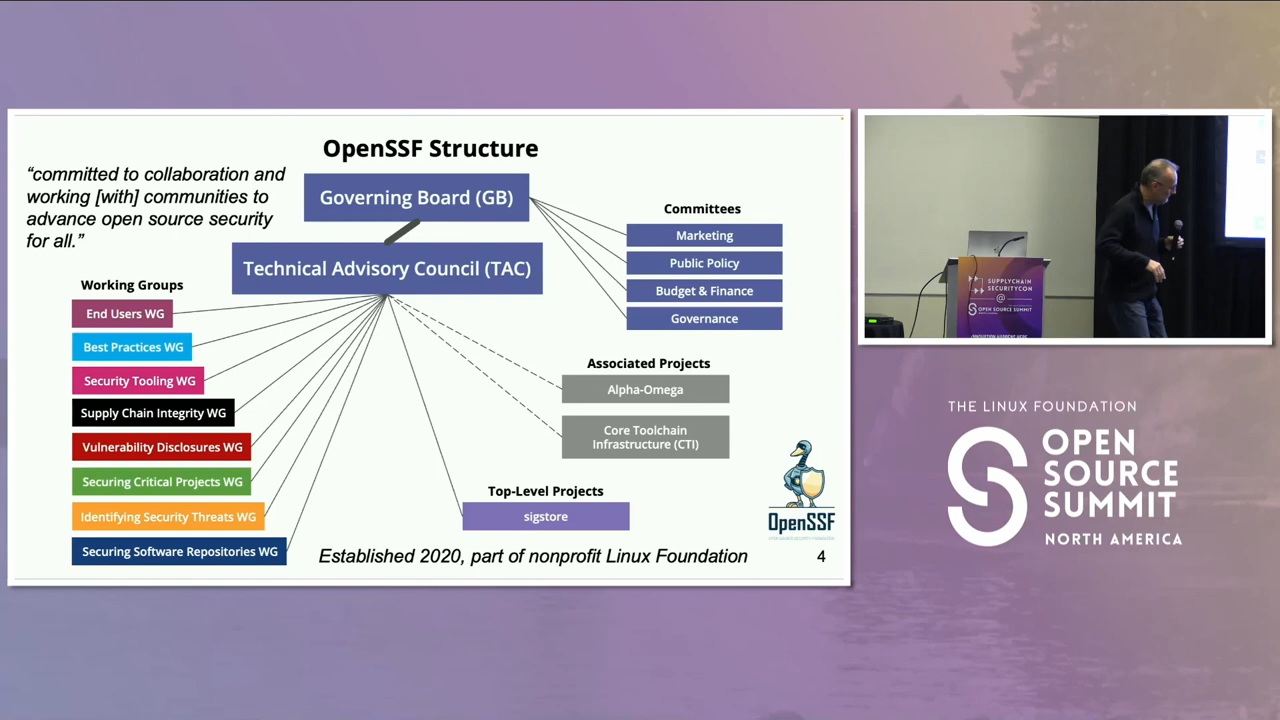 OpenSSF Structure
“committed to collaboration and
working [with] communities to
advance open source security
for all.”
Governing Board (GB)
Technical Advisory Council (TAC)
Committees
Marketing
Public Policy
Budget & Finance
Governance
Working Groups
End Users WG
Best Practices WG
Security Tooling WG
Supply Chain Integrity WG
Vulnerability Disclosures WG
Securing Critical Projects WG
Identifying Security Threats WG
Securing Software Repositories WG
Associated Projects
Alpha-Omega
Core Toolchain
Infrastructure (CTI)
Top-Level Projects
sigstore
OpenSSF
Established 2020, part of nonprofit Linux Foundation
4
SUPPLYCHAIN
SECURITYCON
@
OPEN SOURCE SUMMIT
THE LINUX FOUNDATION
OPEN
SOURCE
SUMMIT
NORTH AMERICA